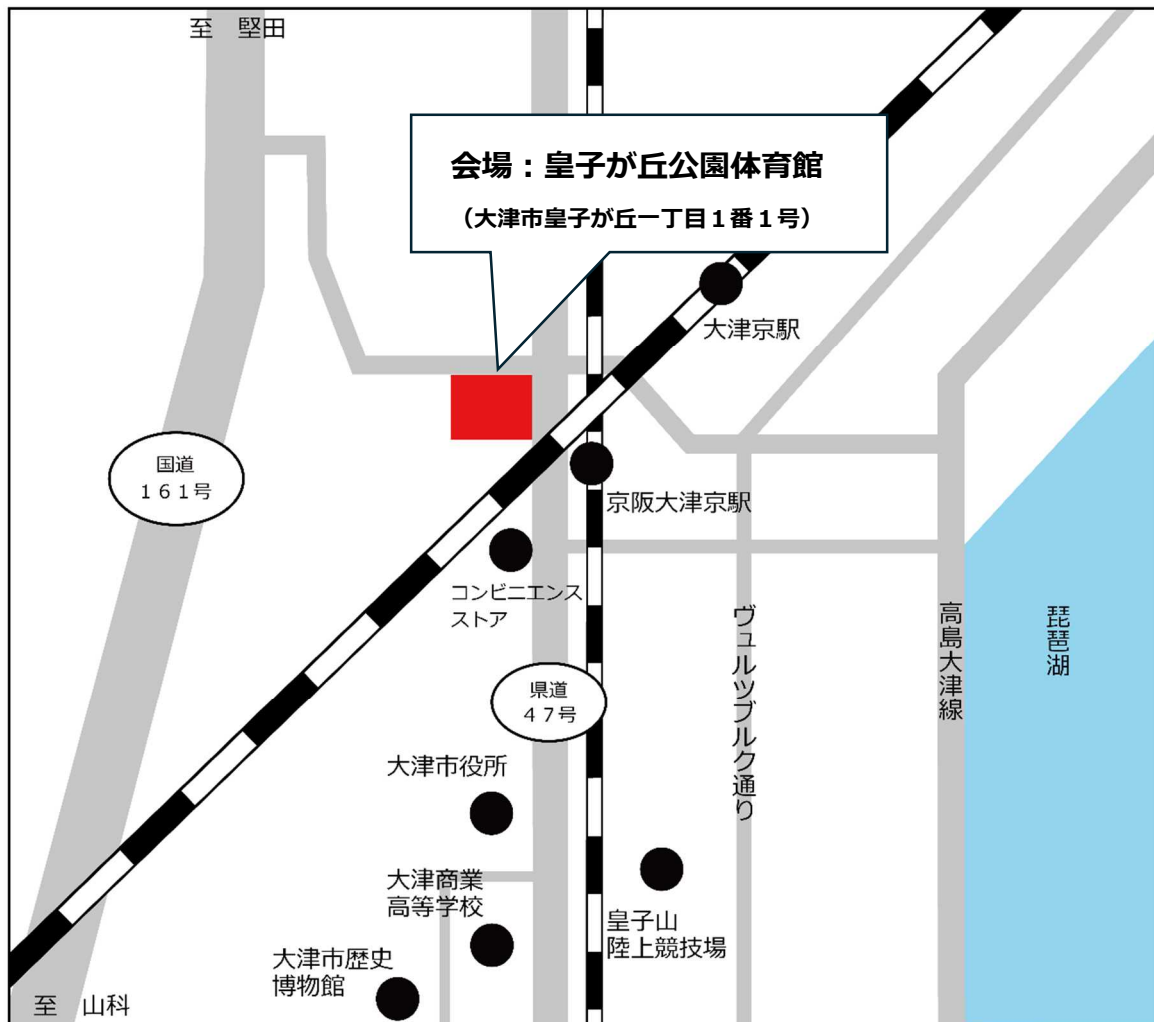 至　堅田
会場：皇子が丘公園体育館
（大津市皇子が丘一丁目１番１号）
大津京駅
国道
１６１号
京阪大津京駅
コンビニエンス
ストア
ヴュルツブルク通り
高島大津線
琵琶湖
県道
４７号
大津市役所
大津商業
高等学校
皇子山
陸上競技場
大津市歴史
博物館
至　山科